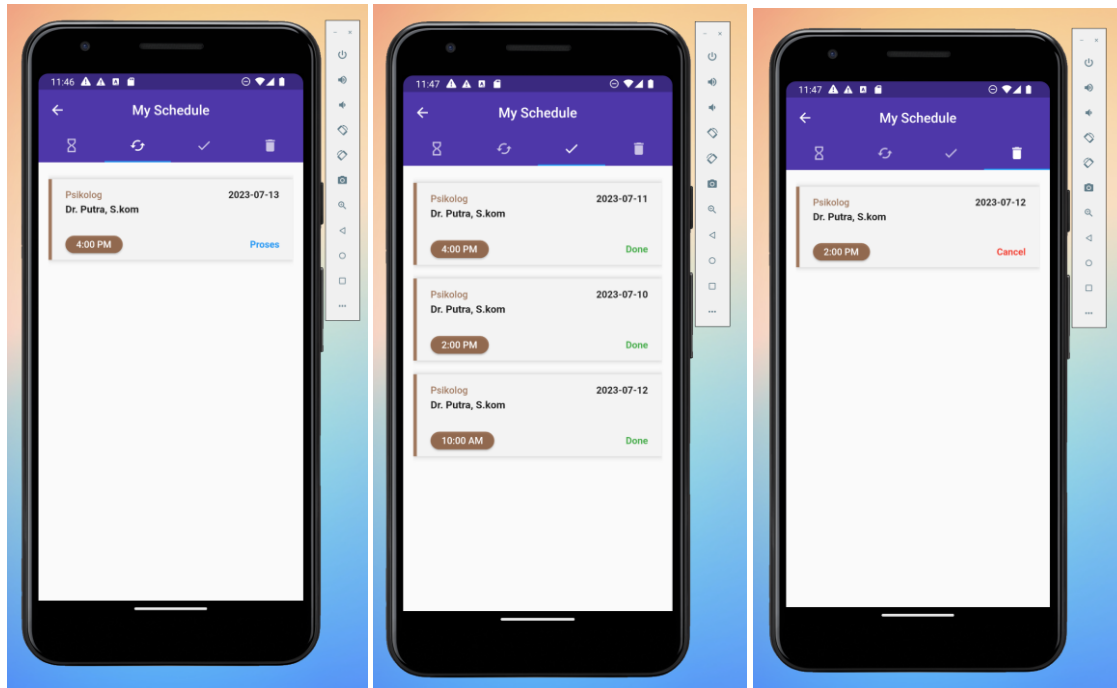 11:46
My Schedule
Psikolog 2023-07-13
Dr. Putra, S.kom
4:00 PM Proses
11:47
My Schedule
Psikolog 2023-07-11
Dr. Putra, S.kom
4:00 PM Done
Psikolog 2023-07-10
Dr. Putra, S.kom
2:00 PM Done
Psikolog 2023-07-12
Dr. Putra, S.kom
10:00 AM Done
11:47
My Schedule
Psikolog 2023-07-12
Dr. Putra, S.kom
2:00 PM Cancel